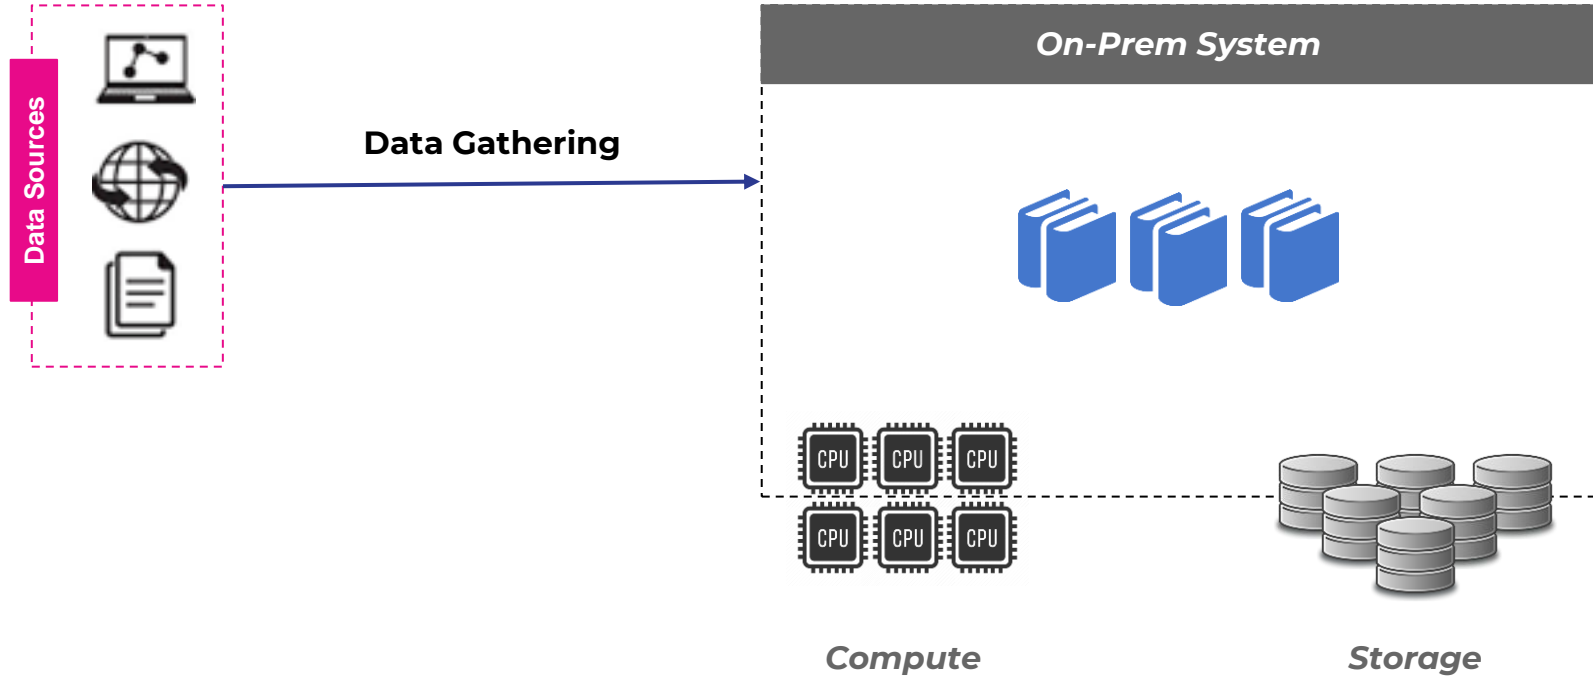 On-Prem System
Data Sources
Data Gathering
CPU CPU CPU
CPU CPU CPU
Compute
Storage